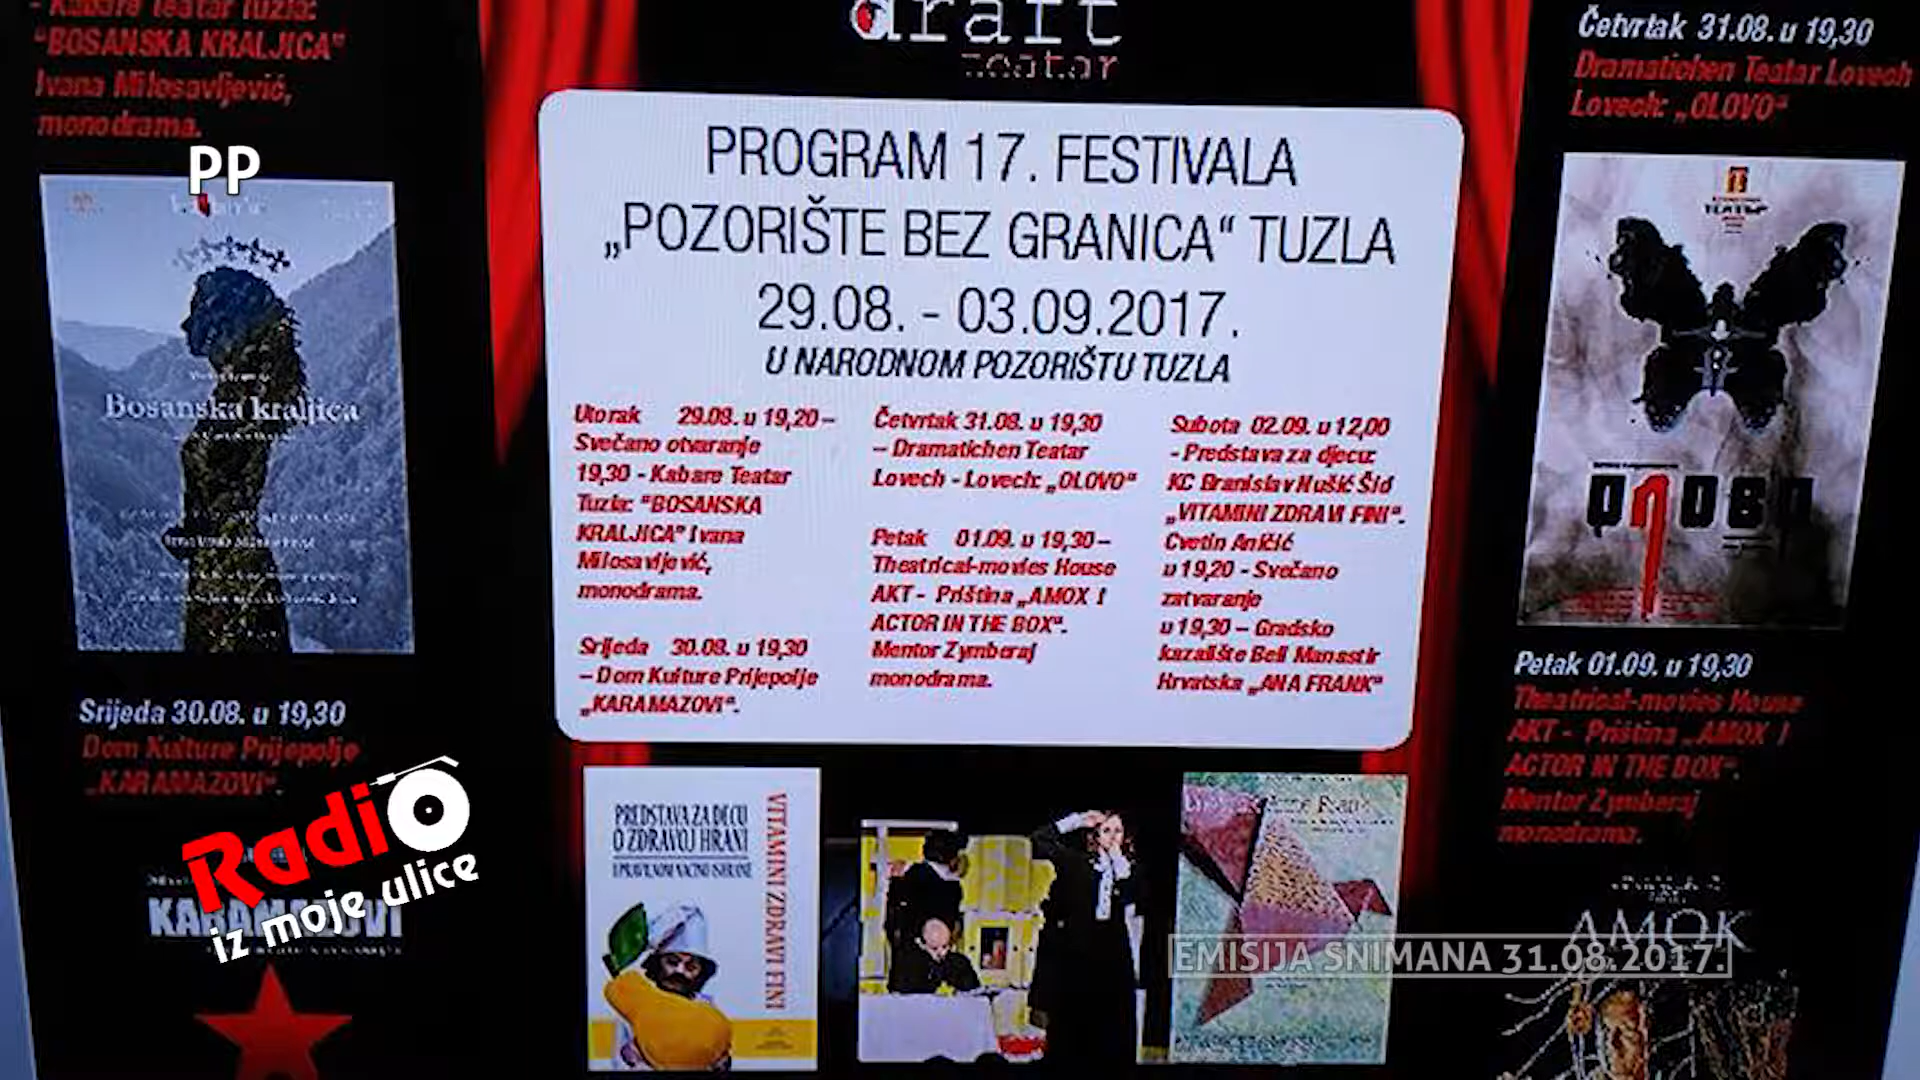 - Kabare Teatar Tuzla:
"BOSANSKA KRALJICA"
Ivana Milosavljević,
monodrama.
PP
Bosanska kraljica
Srijeda 30.08. u 19,30
Dom Kulture Prijepolje
„KARAMAZOVI“.
Radio
iz moje ulice
KARAMAZOVI
draft
teatar
PROGRAM 17. FESTIVALA
„POZORIŠTE BEZ GRANICA“ TUZLA
29.08. - 03.09.2017.
U NARODNOM POZORIŠTU TUZLA
Utorak 29.08. u 19,20 –
Svečano otvaranje
19,30 - Kabare Teatar
Tuzla: "BOSANSKA
KRALJICA" Ivana
Milosavljević,
monodrama.
Srijeda 30.08. u 19,30
– Dom Kulture Prijepolje
„KARAMAZOVI“.
Četvrtak 31.08. u 19,30
– Dramatichen Teatar
Lovech - Lovech: „OLOVO“
Petak 01.09. u 19,30 –
Theatrical-movies House
AKT - Priština „AMOX I
ACTOR IN THE BOX“.
Mentor Zymberaj
monodrama.
Subota 02.09. u 12,00
- Predstava za djecu:
KC Branislav Nušić Šid
„VITAMINI ZDRAVI FINI“.
Cvetin Aničić
u 19,20 - Svečano
zatvaranje
u 19,30 – Gradsko
kazalište Beli Manastir
Hrvatska „ANA FRANK“
PREDSTAVA ZA DECU
O ZDRAVOJ HRANI
I PRAVILNOM NAČINU ISHRANE
VITAMINI ZDRAVI FINI
Anne Frank
Četvrtak 31.08. u 19,30
Dramatichen Teatar Lovech
Lovech: „OLOVO“
ТЕАТЪР
ОЛОВО
Petak 01.09. u 19,30
Theatrical-movies House
AKT - Priština „AMOX I
ACTOR IN THE BOX“.
Mentor Zymberaj
monodrama.
AMOK
EMISIJA SNIMANA 31.08.2017.